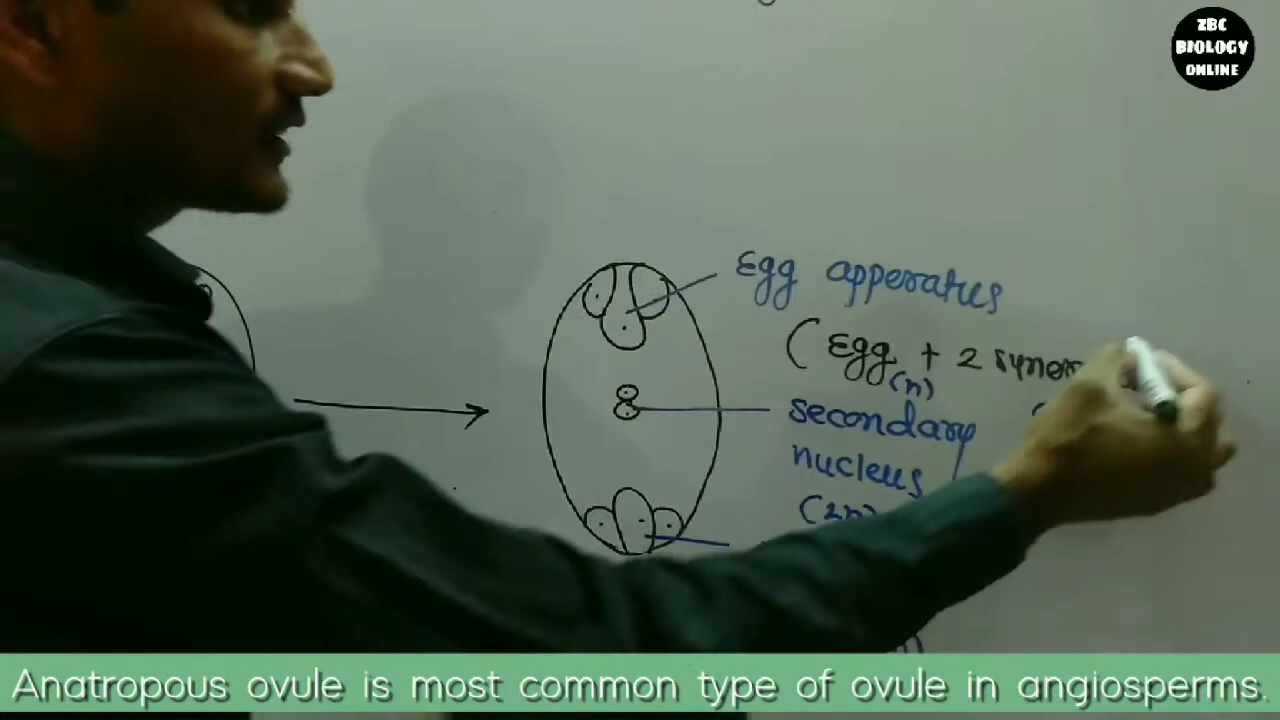 ZBC
BIOLOGY
ONLINE
Egg apperatus
(Egg + 2 syner
(n)
secondary
nucleus
(2n)
Anatropous ovule is most common type of ovule in angiosperms.